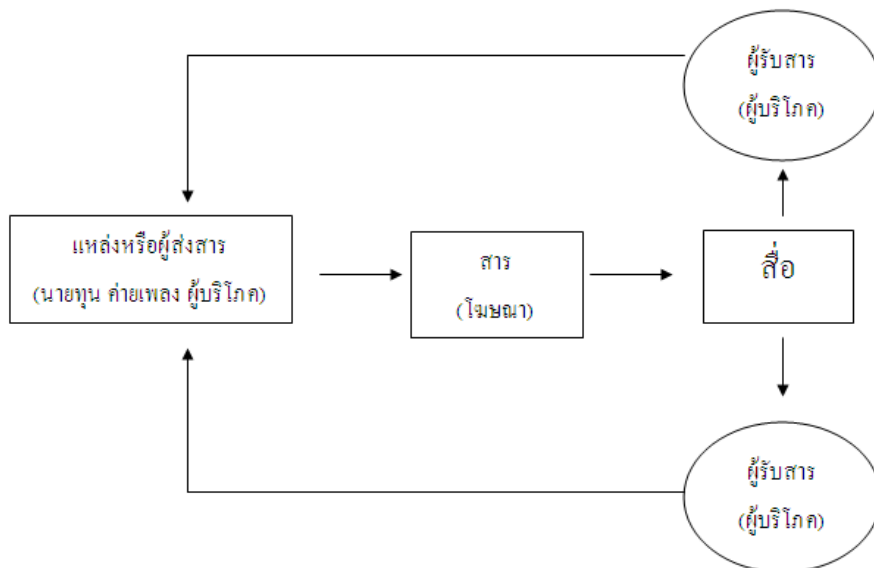 ผู้รับสาร
(ผู้บริโภค)
แหล่งหรือผู้ส่งสาร
(นายทุน ค่ายเพลง ผู้บริโภค)
สาร
(โฆษณา)
สื่อ
ผู้รับสาร
(ผู้บริโภค)